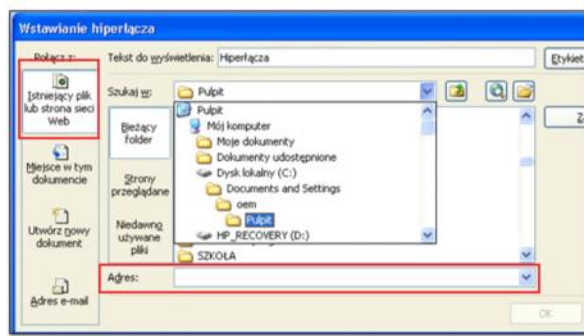 Wstawianie hiperłącza
Połącz z:
Tekst do wyświetlenia: Hiperłącza
Etykiet
Istniejący plik
lub strona sieci
Web
Szukaj w:
Pulpit
Pulpit
Mój komputer
Moje dokumenty
Dokumenty udostępnione
Dysk lokalny (C:)
Documents and Settings
oem
Pulpit
HP_RECOVERY (D:)
SZKOŁA
Bieżący
folder
Strony
przeglądane
Niedawno
używane
pliki
Miejsce w tym
dokumencie
Utwórz nowy
dokument
Adres e-mail
Adres:
OK